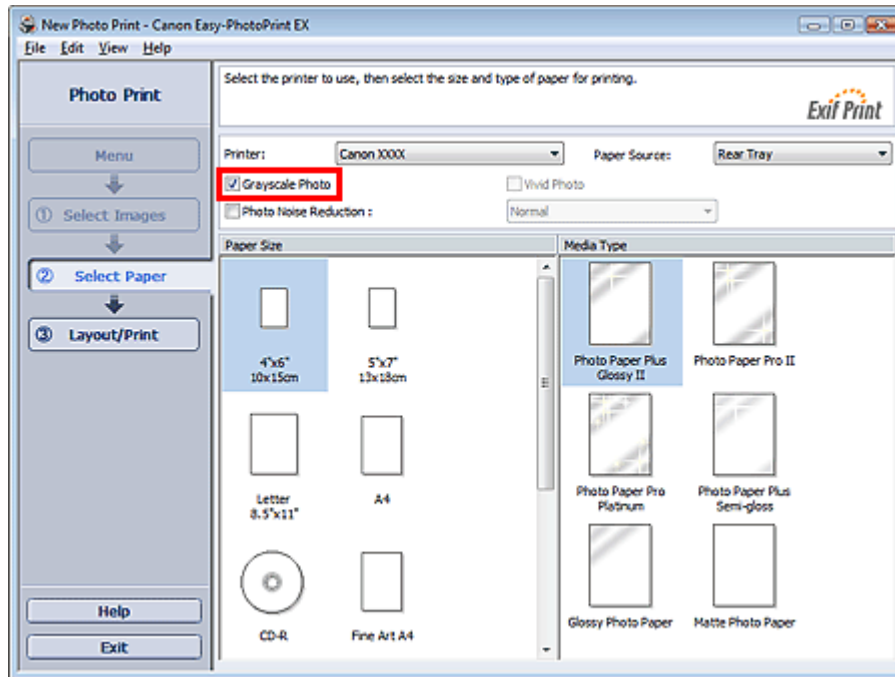 New Photo Print - Canon Easy-PhotoPrint EX
File Edit View Help
Photo Print
Menu
① Select Images
② Select Paper
③ Layout/Print
Help
Exit
Select the printer to use, then select the size and type of paper for printing.
Exif Print
Printer: Canon XXXX Paper Source: Rear Tray
Grayscale Photo Vivid Photo
Photo Noise Reduction : Normal
Paper Size
4"x6"
10x15cm
5"x7"
13x18cm
Letter
8.5"x11"
A4
CD-R
Fine Art A4
Media Type
Photo Paper Plus
Glossy II
Photo Paper Pro II
Photo Paper Pro
Platinum
Photo Paper Plus
Semi-gloss
Glossy Photo Paper
Matte Photo Paper